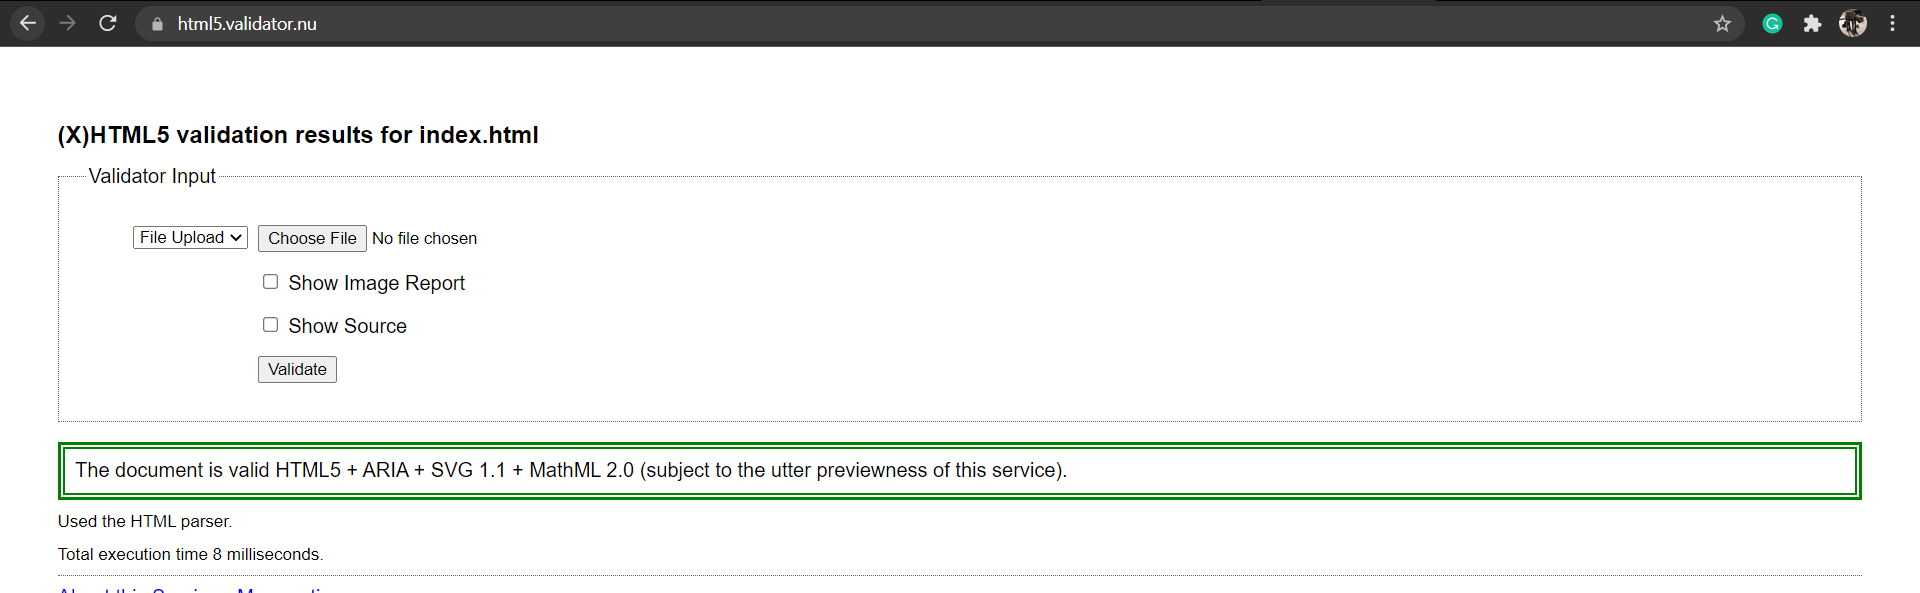 html5.validator.nu
(X)HTML5 validation results for index.html
Validator Input
File Upload Choose File No file chosen
Show Image Report
Show Source
Validate
The document is valid HTML5 + ARIA + SVG 1.1 + MathML 2.0 (subject to the utter previewness of this service).
Used the HTML parser.
Total execution time 8 milliseconds.